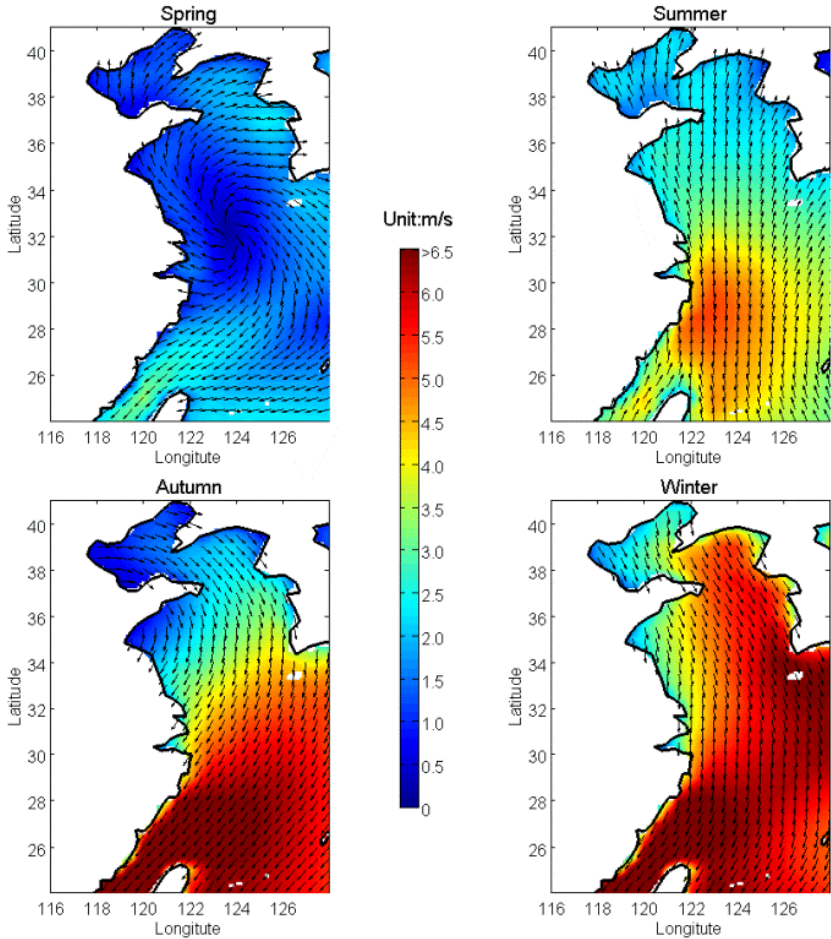 Spring
40
38
36
34
32
30
28
26
Latitude
116 118 120 122 124 126
Longitute
Summer
40
38
36
34
32
30
28
26
Latitude
116 118 120 122 124 126
Longitute
Unit:m/s
>6.5
6.0
5.5
5.0
4.5
4.0
3.5
3.0
2.5
2.0
1.5
1.0
0.5
0
Autumn
40
38
36
34
32
30
28
26
Latitude
116 118 120 122 124 126
Longitute
Winter
40
38
36
34
32
30
28
26
Latitude
116 118 120 122 124 126
Longitute